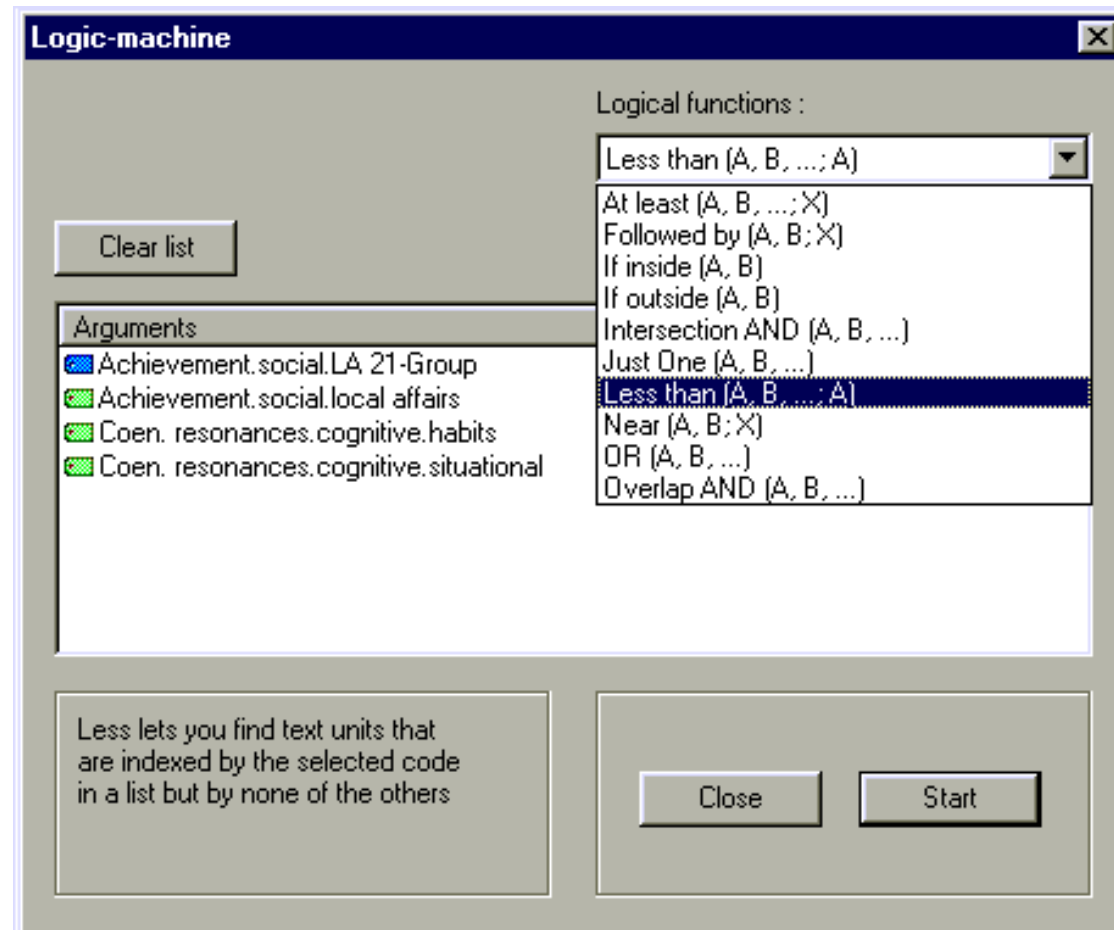 Logic-machine
Logical functions :
Less than (A, B, ...; A)
At least (A, B, ...; X)
Followed by (A, B; X)
If inside (A, B)
If outside (A, B)
Intersection AND (A, B, ...)
Just One (A, B, ...)
Less than (A, B, ...; A)
Near (A, B; X)
OR (A, B, ...)
Overlap AND (A, B, ...)
Clear list
Arguments
Achievement.social.LA 21-Group
Achievement.social.local affairs
Coen. resonances.cognitive.habits
Coen. resonances.cognitive.situational
Less lets you find text units that
are indexed by the selected code
in a list but by none of the others
Close
Start